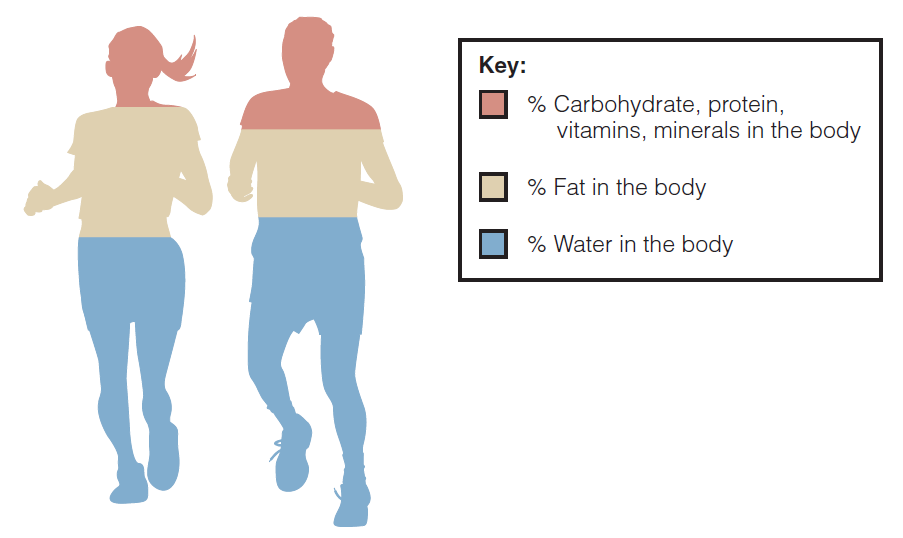 Key:
% Carbohydrate, protein,
vitamins, minerals in the body
% Fat in the body
% Water in the body